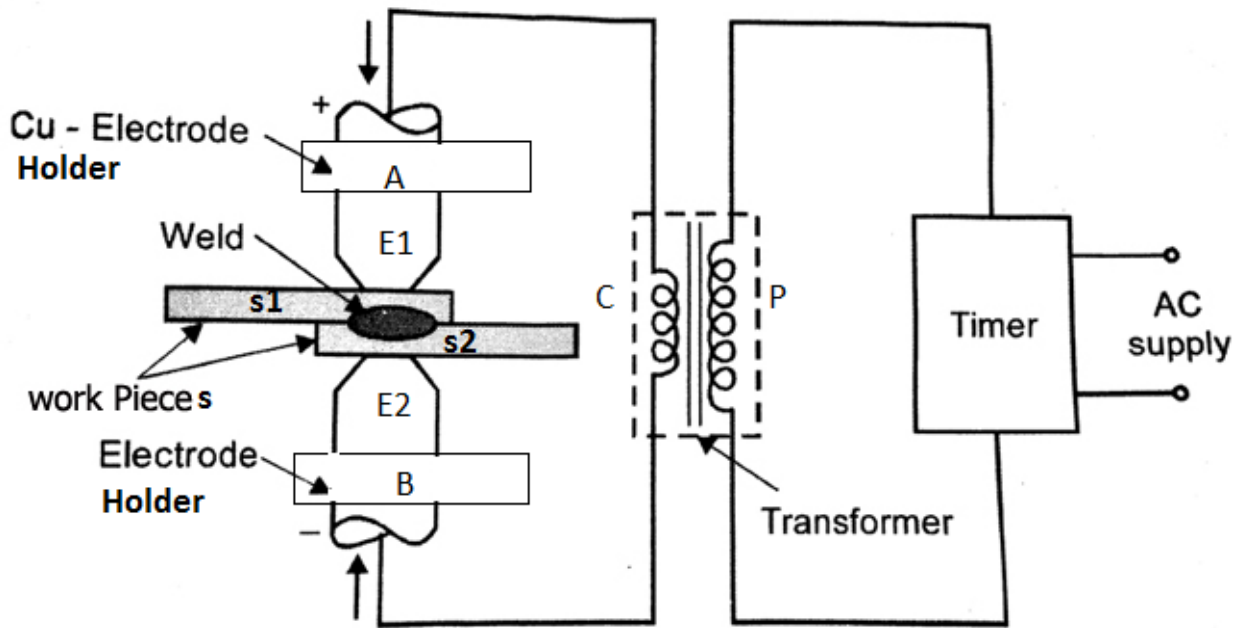 +
Cu - Electrode
Holder
A
Weld
E1
s1
s2
C
P
Timer
AC
supply
work Pieces
E2
Electrode
Holder
B
Transformer
−